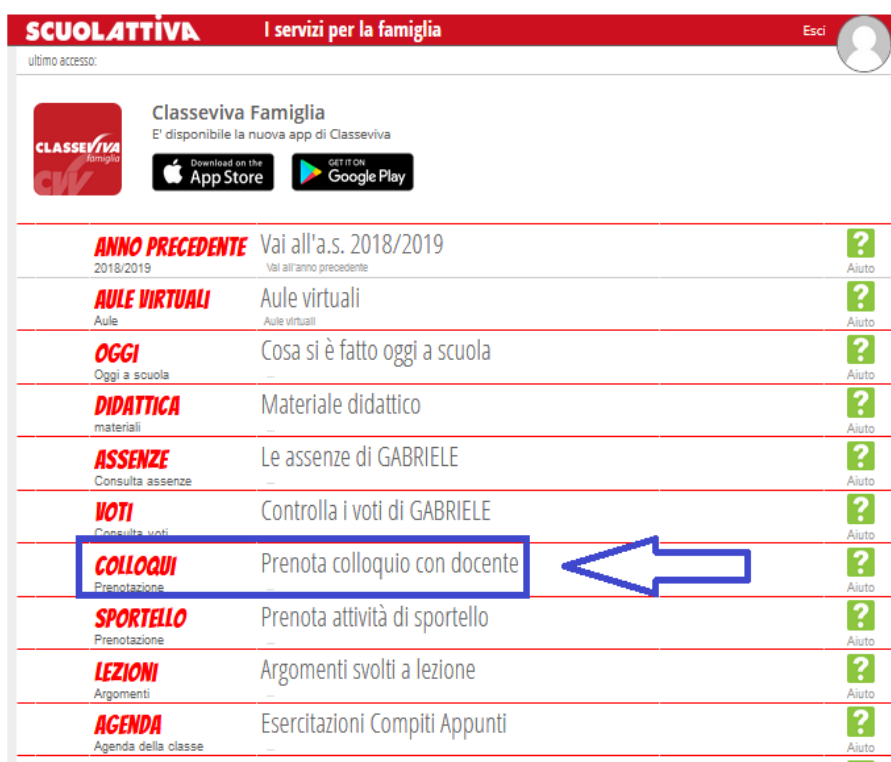 SCUOLATTIVA I servizi per la famiglia Esci
ultimo accesso:
Classeviva Famiglia
E' disponibile la nuova app di Classeviva
CLASSEVIVA
famiglia
CVV
Download on the
App Store
GET IT ON
Google Play
ANNO PRECEDENTE Vai all'a.s. 2018/2019 ?
2018/2019 Vai all'anno precedente Aiuto
AULE VIRTUALI Aule virtuali ?
Aule Aule virtuali Aiuto
OGGI Cosa si è fatto oggi a scuola ?
Oggi a scuola ... Aiuto
DIDATTICA Materiale didattico ?
materiali ... Aiuto
ASSENZE Le assenze di GABRIELE ?
Consulta assenze ... Aiuto
VOTI Controlla i voti di GABRIELE ?
Consulta voti Aiuto
COLLOQUI Prenota colloquio con docente ?
Prenotazione ... Aiuto
SPORTELLO Prenota attività di sportello ?
Prenotazione ... Aiuto
LEZIONI Argomenti svolti a lezione ?
Argomenti ... Aiuto
AGENDA Esercitazioni Compiti Appunti ?
Agenda della classe ... Aiuto